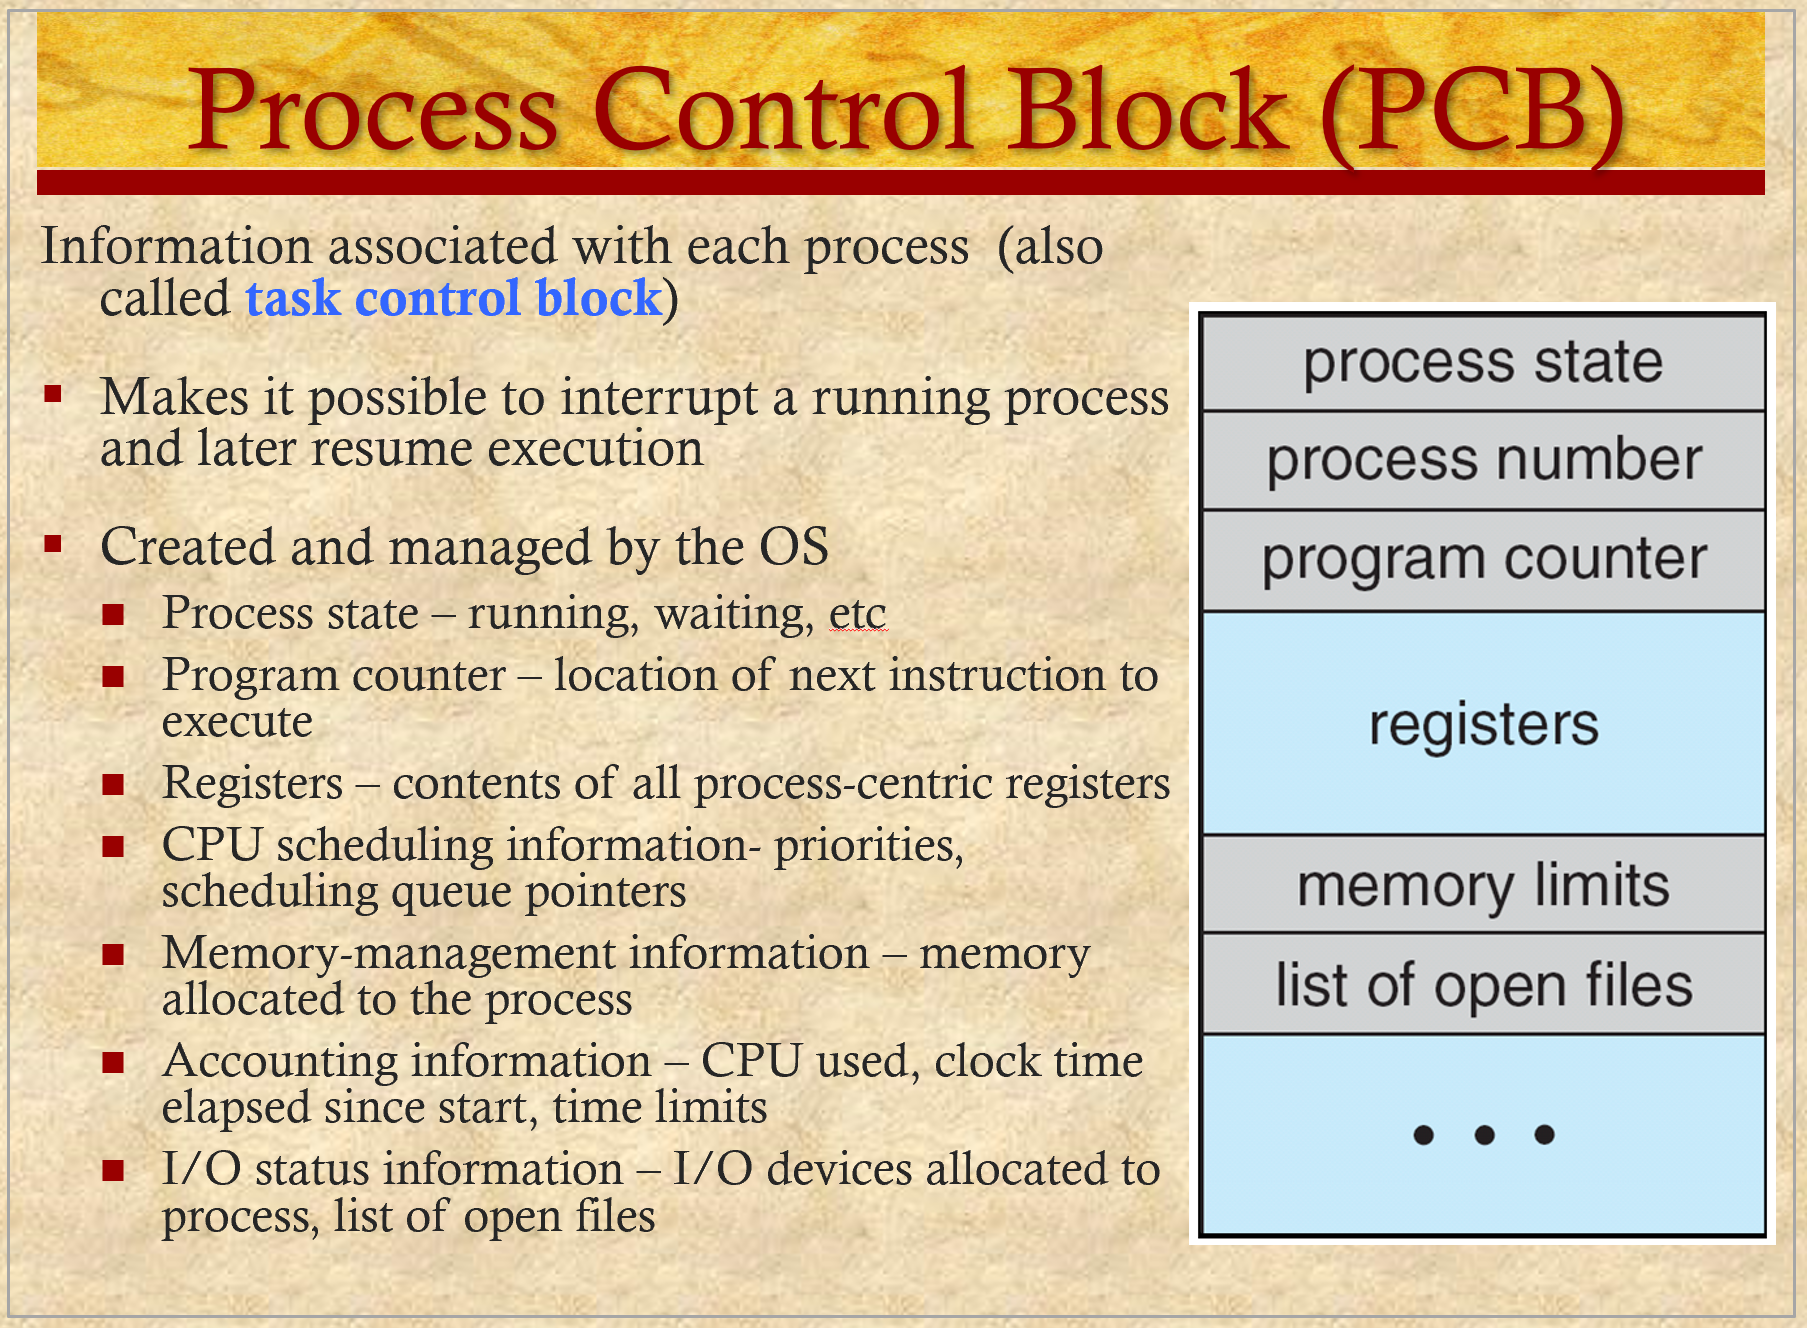 Process Control Block (PCB)
Information associated with each process (also
called task control block)
▪ Makes it possible to interrupt a running process
and later resume execution
▪ Created and managed by the OS
■ Process state – running, waiting, etc
■ Program counter – location of next instruction to
execute
■ Registers – contents of all process-centric registers
■ CPU scheduling information- priorities,
scheduling queue pointers
■ Memory-management information – memory
allocated to the process
■ Accounting information – CPU used, clock time
elapsed since start, time limits
■ I/O status information – I/O devices allocated to
process, list of open files
process state
process number
program counter
registers
memory limits
list of open files
• • •